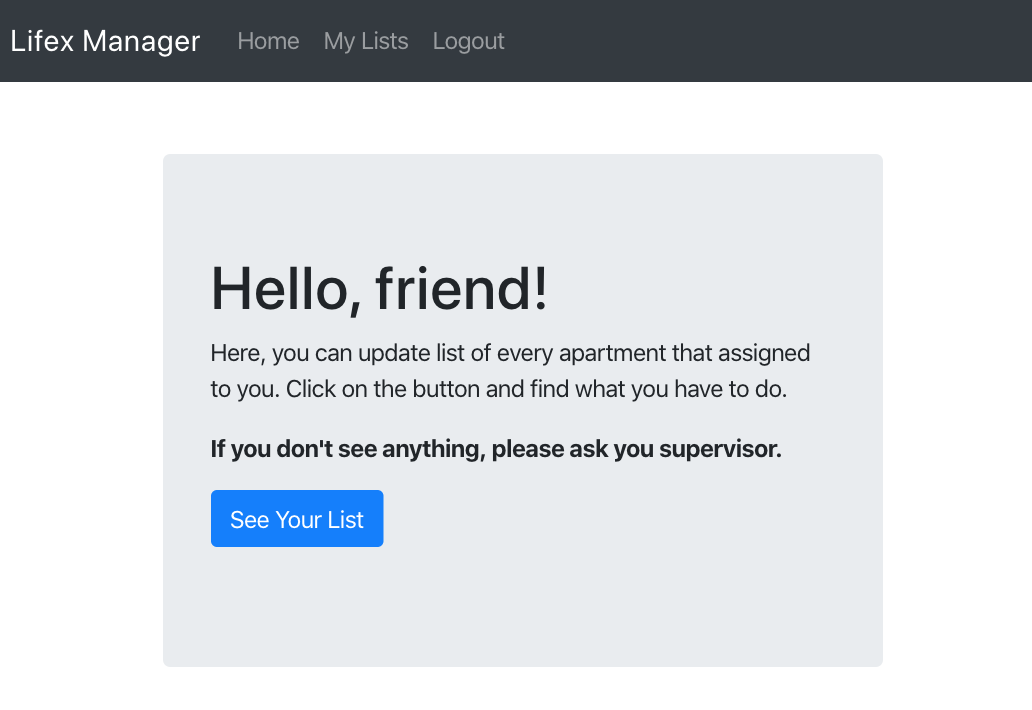 Lifex Manager Home My Lists Logout
Hello, friend!
Here, you can update list of every apartment that assigned
to you. Click on the button and find what you have to do.
If you don't see anything, please ask you supervisor.
See Your List